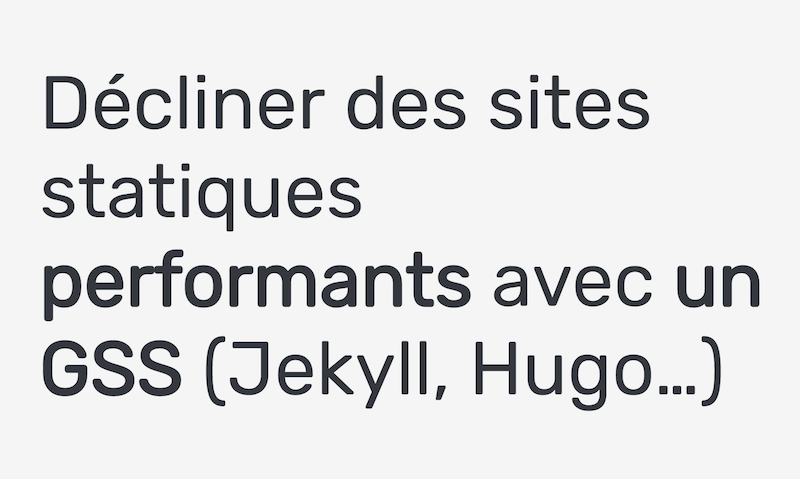 Décliner des sites
statiques
performants avec un
GSS (Jekyll, Hugo…)